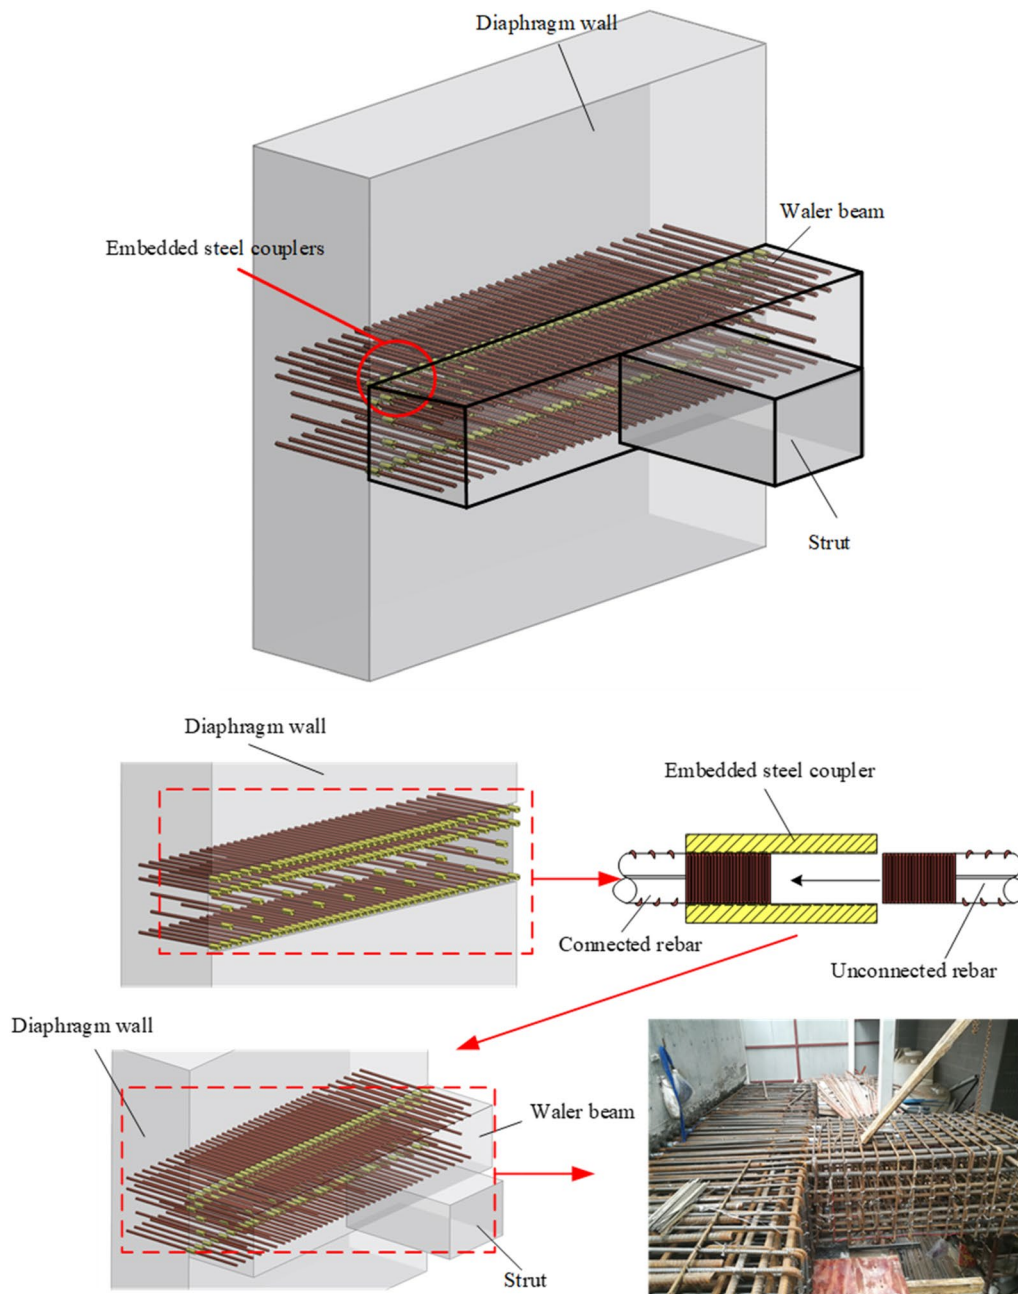 Diaphragm wall
Waler beam
Embedded steel couplers
Strut
Diaphragm wall
Embedded steel coupler
Connected rebar
Unconnected rebar
Diaphragm wall
Waler beam
Strut